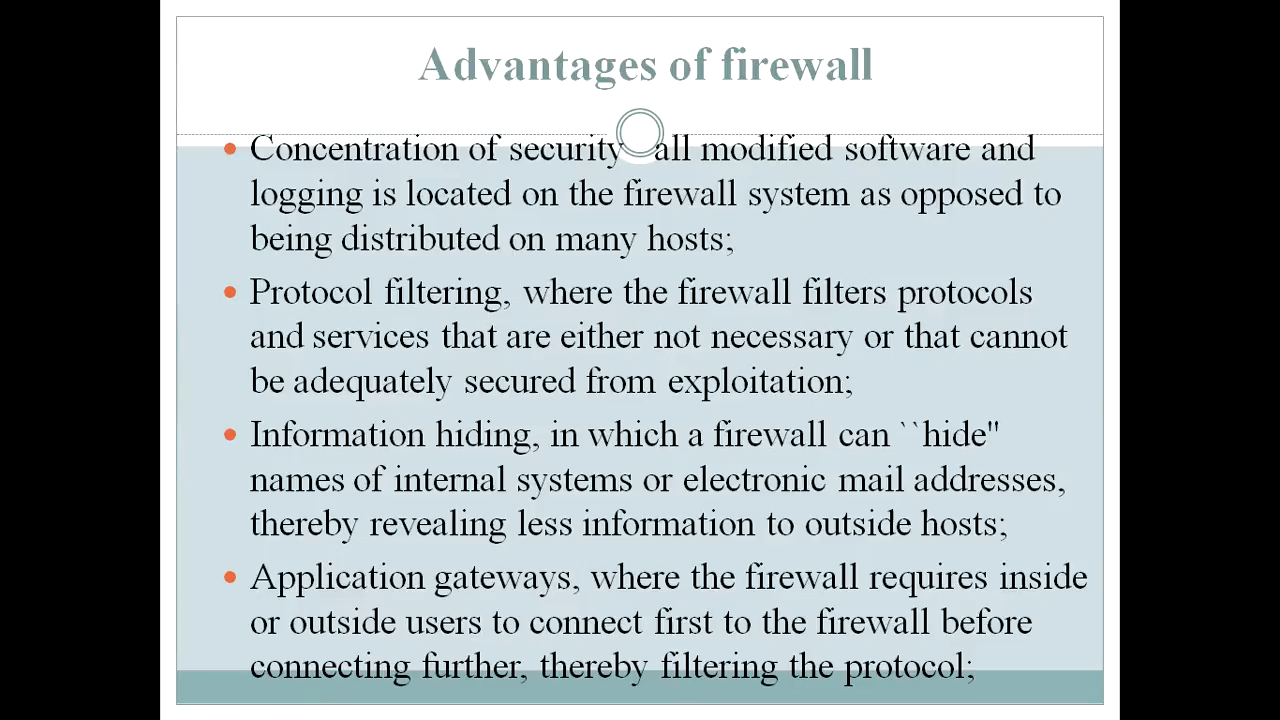 Advantages of firewall
• Concentration of security all modified software and
logging is located on the firewall system as opposed to
being distributed on many hosts;
• Protocol filtering, where the firewall filters protocols
and services that are either not necessary or that cannot
be adequately secured from exploitation;
• Information hiding, in which a firewall can ``hide"
names of internal systems or electronic mail addresses,
thereby revealing less information to outside hosts;
• Application gateways, where the firewall requires inside
or outside users to connect first to the firewall before
connecting further, thereby filtering the protocol;